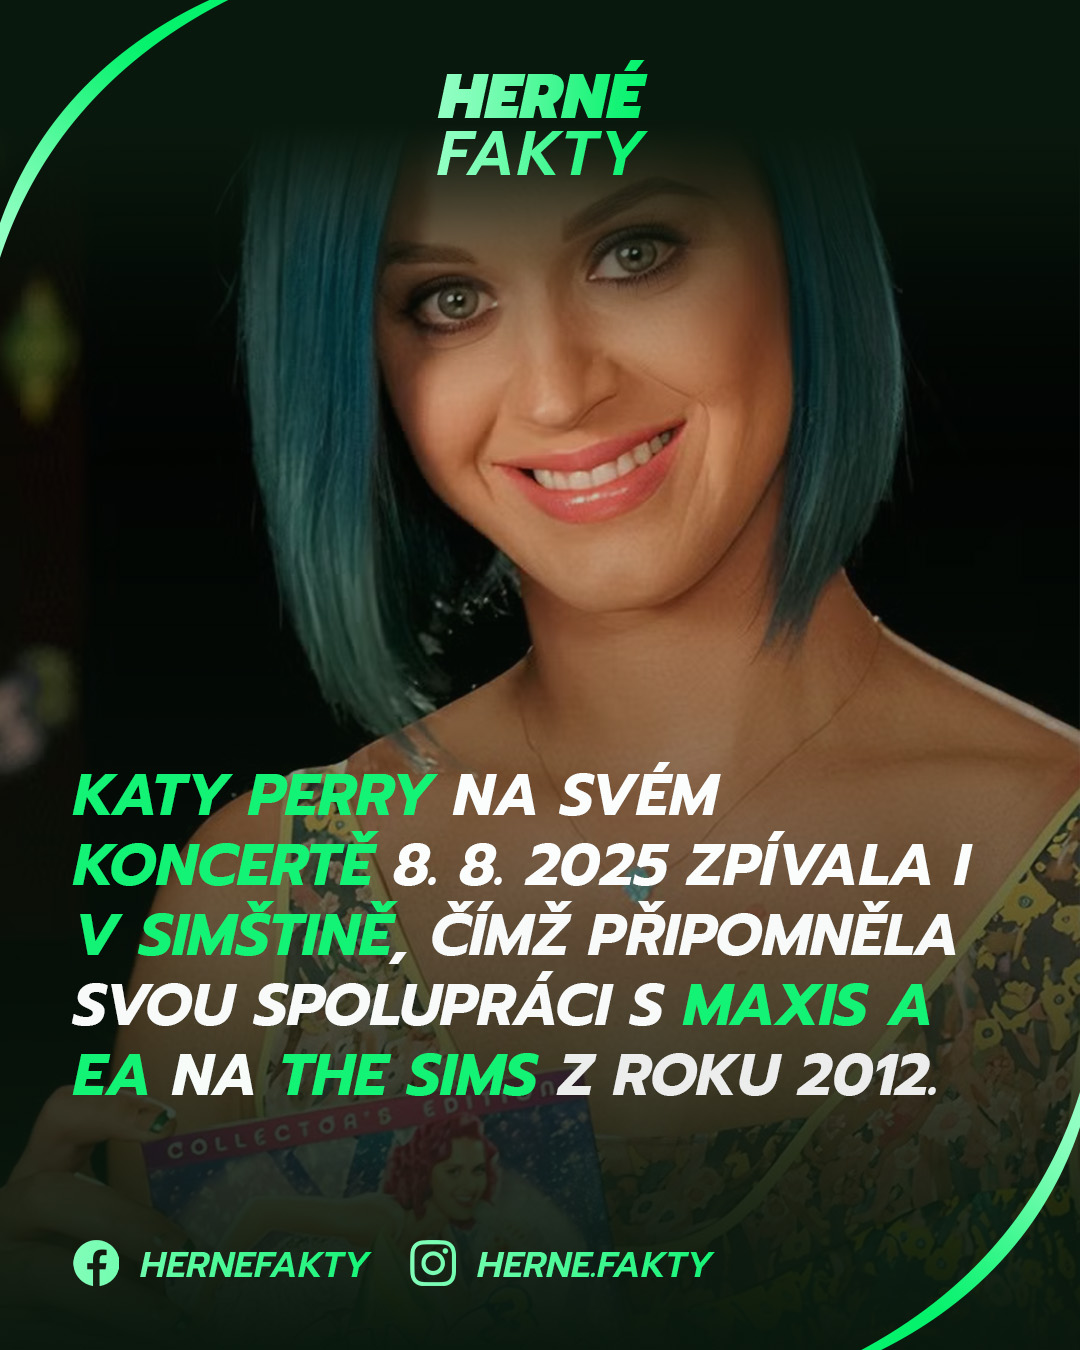 HERNÉ
FAKTY
KATY PERRY NA SVÉM
KONCERTĚ 8. 8. 2025 ZPÍVALA I
V SIMŠTINĚ, ČÍMŽ PŘIPOMNĚLA
SVOU SPOLUPRÁCI S MAXIS A
EA NA THE SIMS Z ROKU 2012.
COLLECTOR'S EDITION
HERNEFAKTY
HERNE.FAKTY